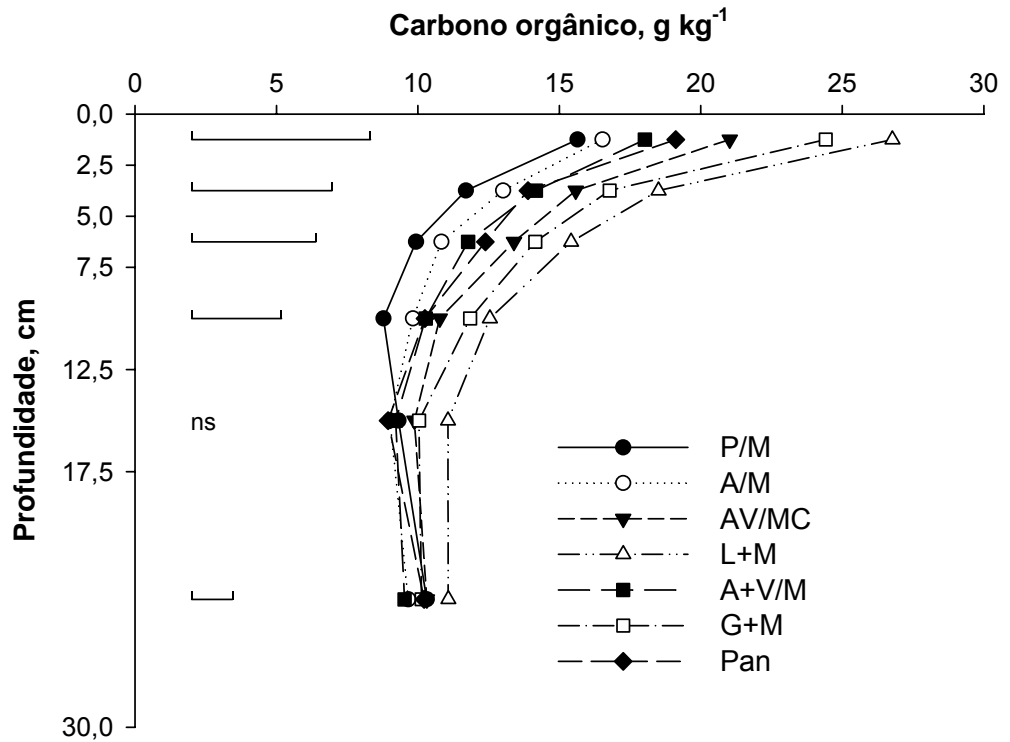 Carbono orgânico, g kg-1
0 5 10 15 20 25 30
0,0
2,5
5,0
7,5
12,5
17,5
30,0
Profundidade, cm
ns
P/M
A/M
AV/MC
L+M
A+V/M
G+M
Pan